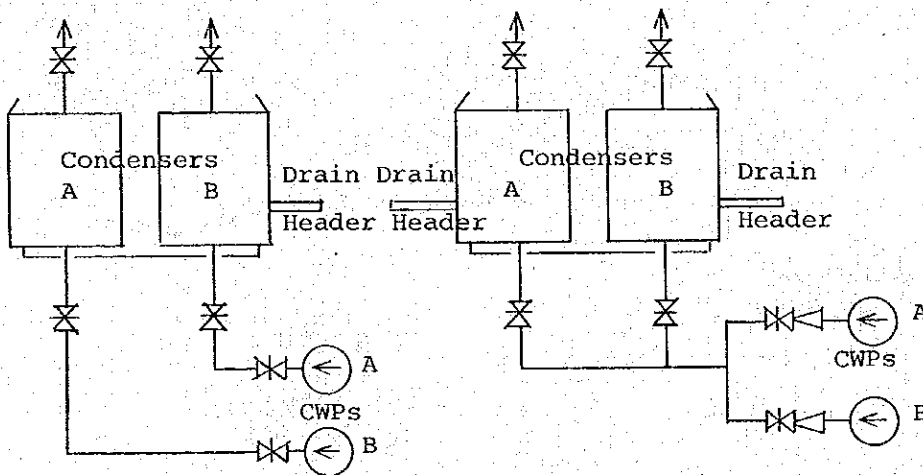 Condensers
A B
Drain
Header
A
CWPs
B
Drain
Header
Condensers
A B
Drain
Header
A
CWPs
B